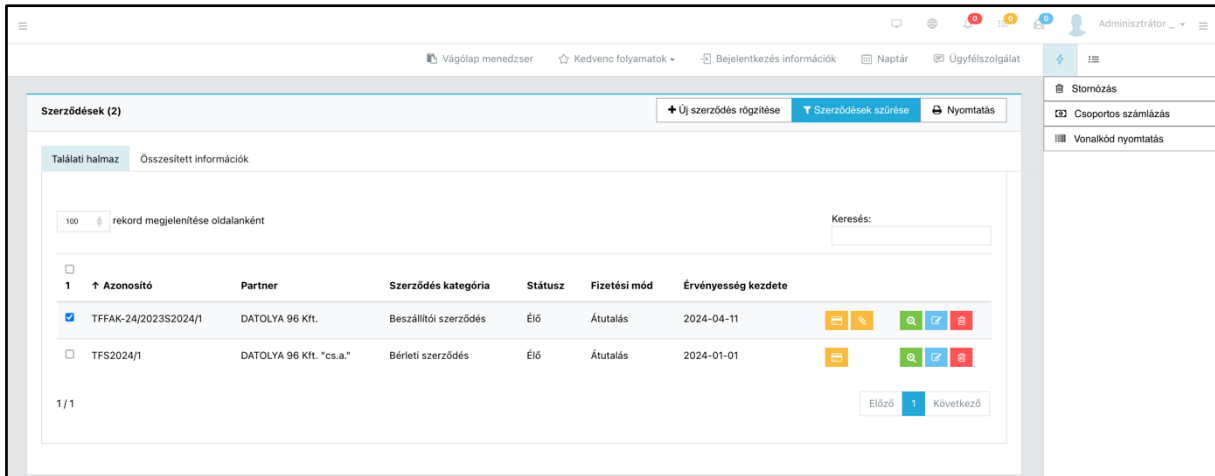 0 0 0 Adminisztrátor _
Vágólap menedzser Kedvenc folyamatok Bejelentkezés információk Naptár Ügyfélszolgálat
Stornózás
Szerződések (2) Új szerződés rögzítése Szerződések szűrése Nyomtatás
Csoportos számlázás
Vonalkód nyomtatás
Találati halmaz Összesített információk
100 rekord megjelenítése oldalanként
Keresés:
1 ↑ Azonosító Partner Szerződés kategória Státusz Fizetési mód Érvényesség kezdete
TFFAK-24/2023S2024/1 DATOLYA 96 Kft. Beszállítói szerződés Élő Átutalás 2024-04-11
TFS2024/1 DATOLYA 96 Kft. "cs.a." Bérleti szerződés Élő Átutalás 2024-01-01
1 / 1 Előző 1 Következő